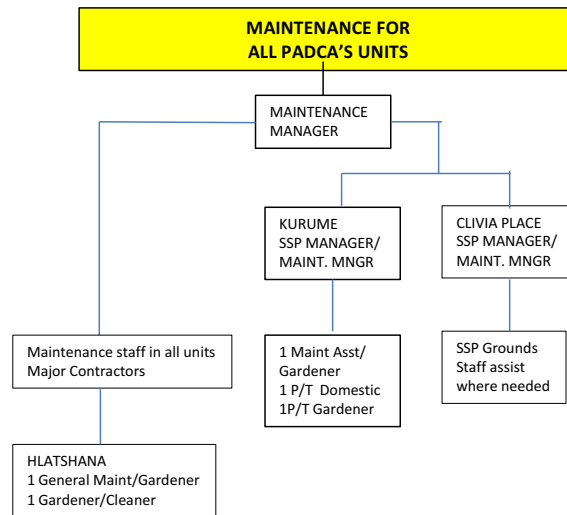 MAINTENANCE FOR
ALL PADCA'S UNITS
MAINTENANCE
MANAGER
KURUME
SSP MANAGER/
MAINT. MNGR
CLIVIA PLACE
SSP MANAGER/
MAINT. MNGR
Maintenance staff in all units
Major Contractors
1 Maint Asst/
Gardener
1 P/T Domestic
1P/T Gardener
SSP Grounds
Staff assist
where needed
HLATSHANA
1 General Maint/Gardener
1 Gardener/Cleaner